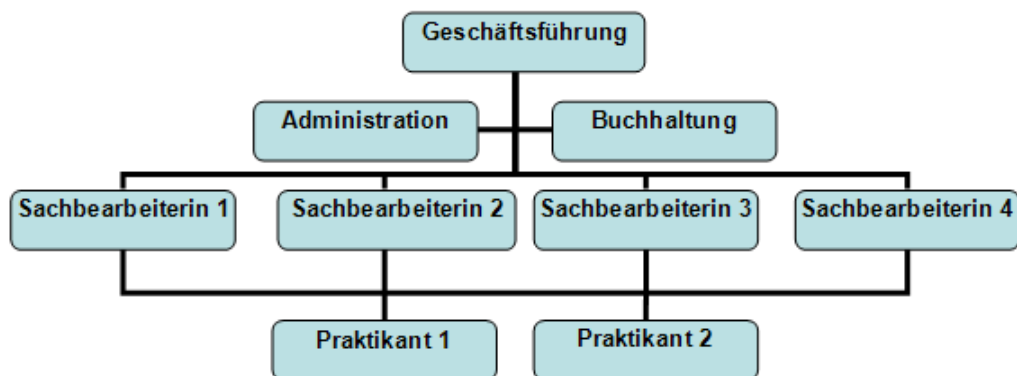 Geschäftsführung
Administration
Buchhaltung
Sachbearbeiterin 1
Sachbearbeiterin 2
Sachbearbeiterin 3
Sachbearbeiterin 4
Praktikant 1
Praktikant 2